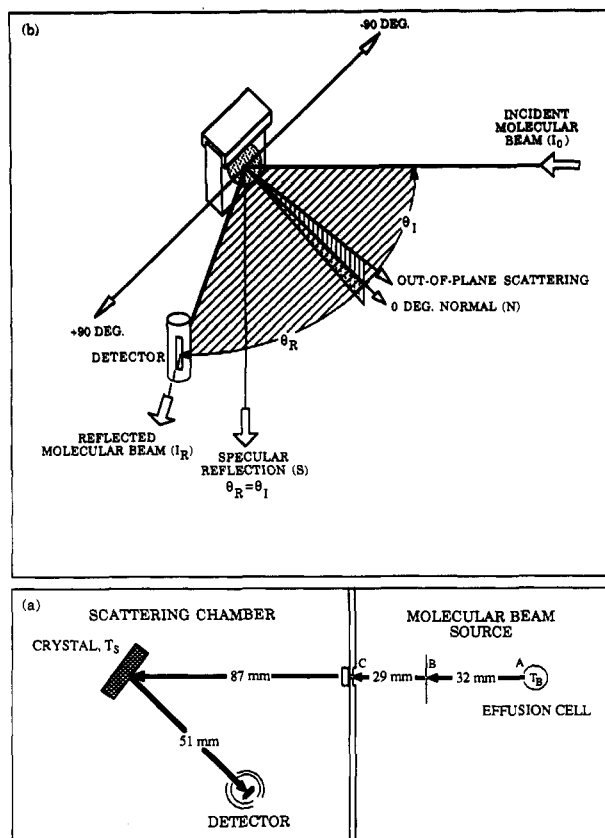 (b)
-90 DEG.
INCIDENT
MOLECULAR
BEAM (I0)
θI
OUT-OF-PLANE SCATTERING
0 DEG. NORMAL (N)
+90 DEG.
θR
DETECTOR
REFLECTED
MOLECULAR BEAM (IR)
SPECULAR
REFLECTION (S)
θR=θI
(a)
SCATTERING CHAMBER
MOLECULAR BEAM
SOURCE
CRYSTAL, TS
87 mm
C
29 mm
B
32 mm
A
TB
EFFUSION CELL
51 mm
DETECTOR